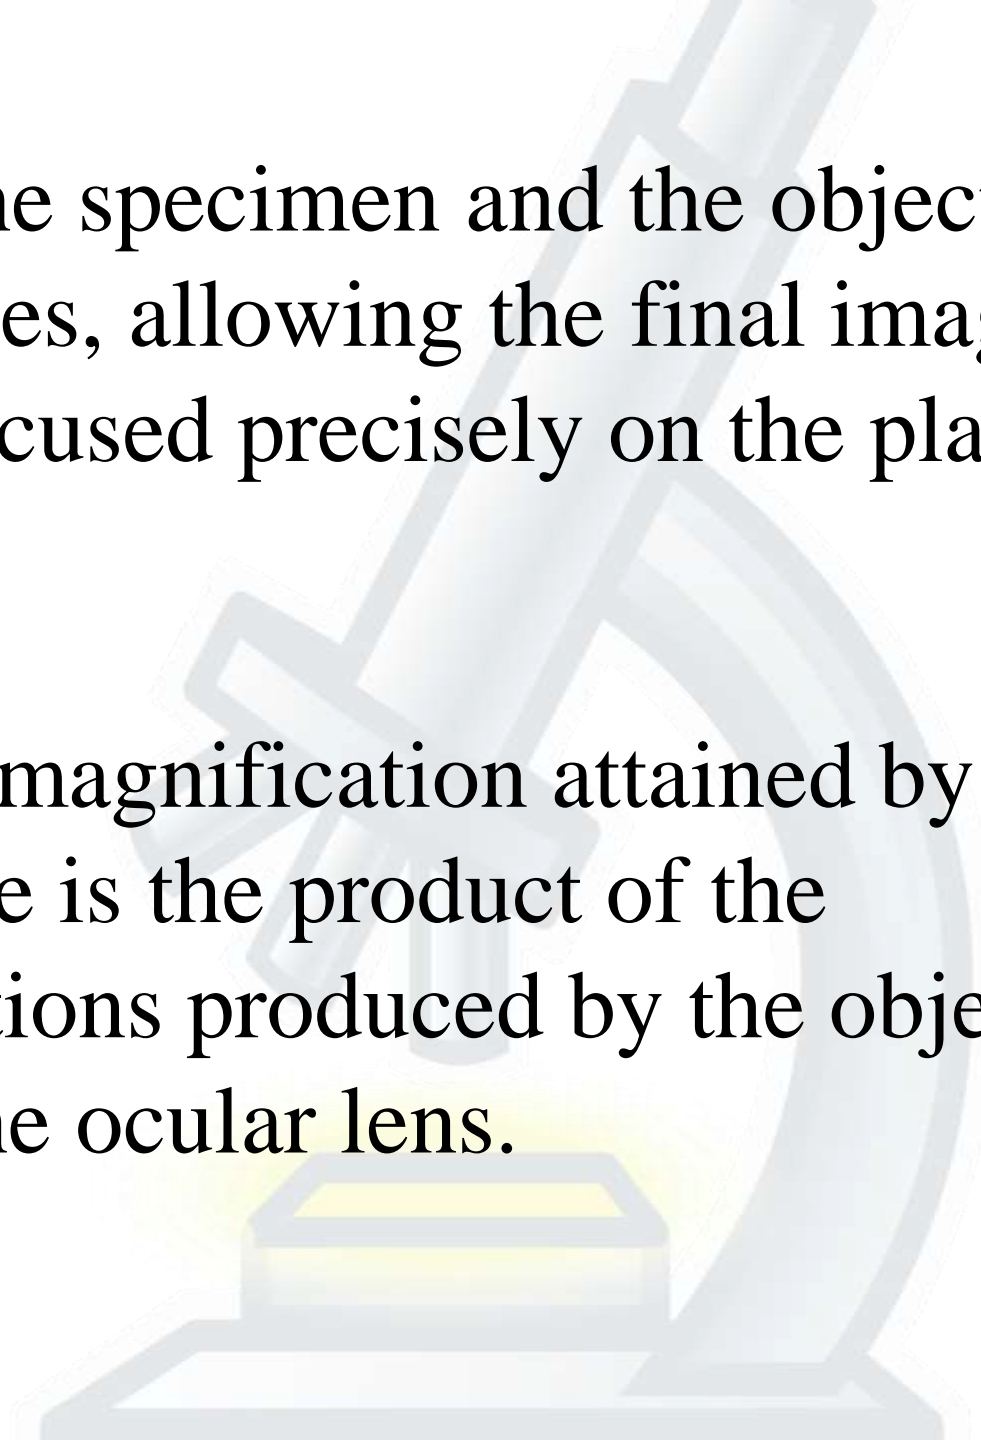 he specimen and the objec
es, allowing the final ima
cused precisely on the pla
magnification attained by
e is the product of the
tions produced by the obje
he ocular lens.